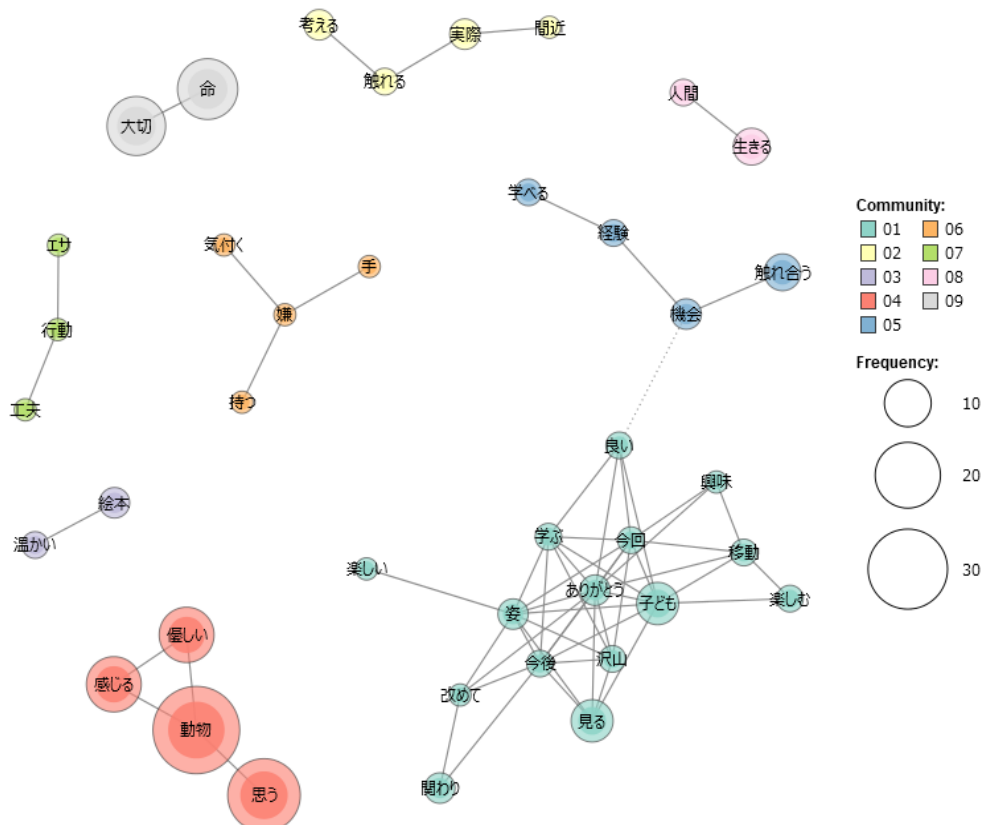 考える
実際
間近
触れる
命
大切
人間
生きる
学べる
経験
触れ合う
機会
エサ
行動
工夫
気付く
手
嫌
持つ
絵本
温かい
優しい
感じる
動物
思う
良い
興味
学ぶ
今回
移動
楽しい
ありがとう
子ども
楽しむ
姿
今後
沢山
改めて
見る
関わり
Community:
01 06
02 07
03 08
04 09
05
Frequency:
10
20
30